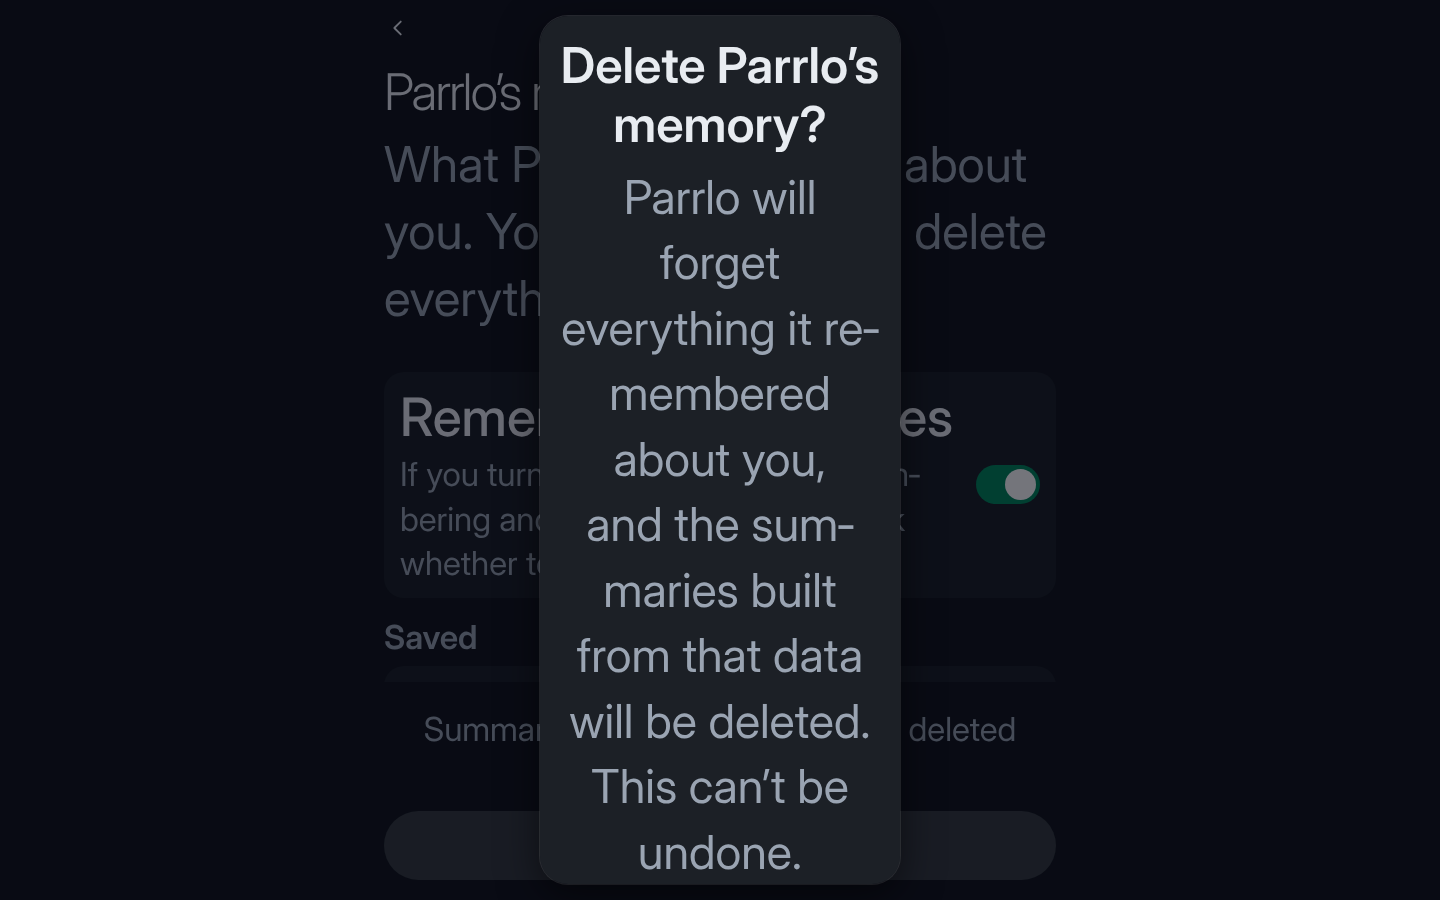 Parrlo's
What P about
you. Yo delete
everyth
Remer es
If you turn m-
bering and k
whether to
Saved
Summar deleted
Delete Parrlo's
memory?
Parrlo will
forget
everything it re-
membered
about you,
and the sum-
maries built
from that data
will be deleted.
This can't be
undone.